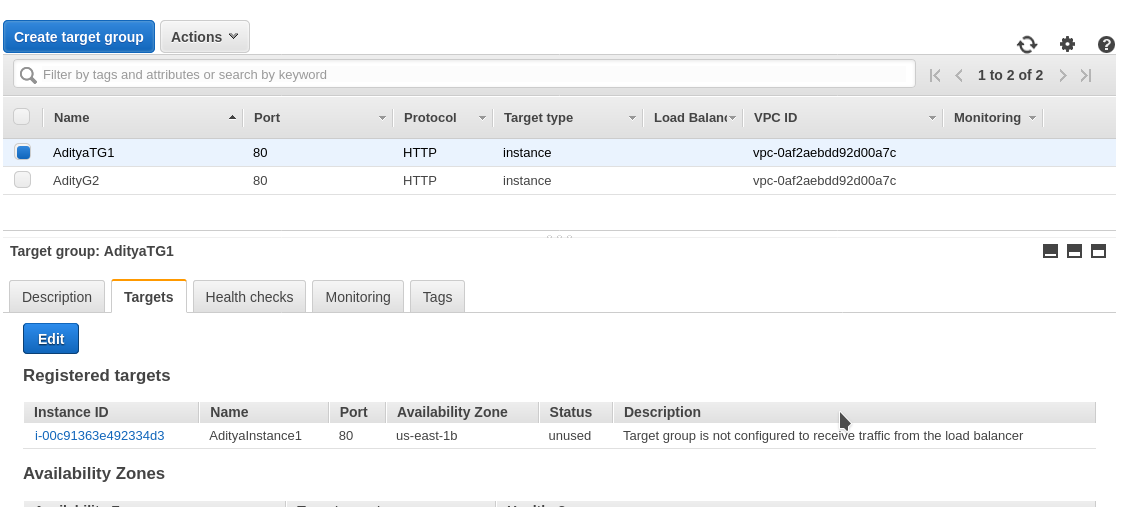 Create target group Actions
Filter by tags and attributes or search by keyword 1 to 2 of 2
Name Port Protocol Target type Load Balanc VPC ID Monitoring
AdityaTG1 80 HTTP instance vpc-0af2aebdd92d00a7c
AdityG2 80 HTTP instance vpc-0af2aebdd92d00a7c
Target group: AdityaTG1
Description Targets Health checks Monitoring Tags
Edit
Registered targets
Instance ID Name Port Availability Zone Status Description
i-00c91363e492334d3 AdityaInstance1 80 us-east-1b unused Target group is not configured to receive traffic from the load balancer
Availability Zones